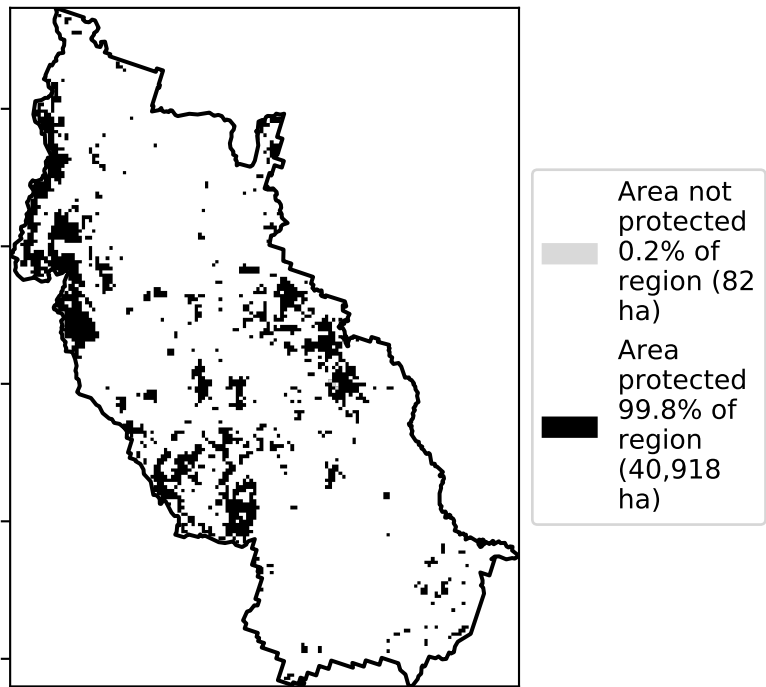 Area not
protected
0.2% of
region (82
ha)
Area
protected
99.8% of
region
(40,918
ha)